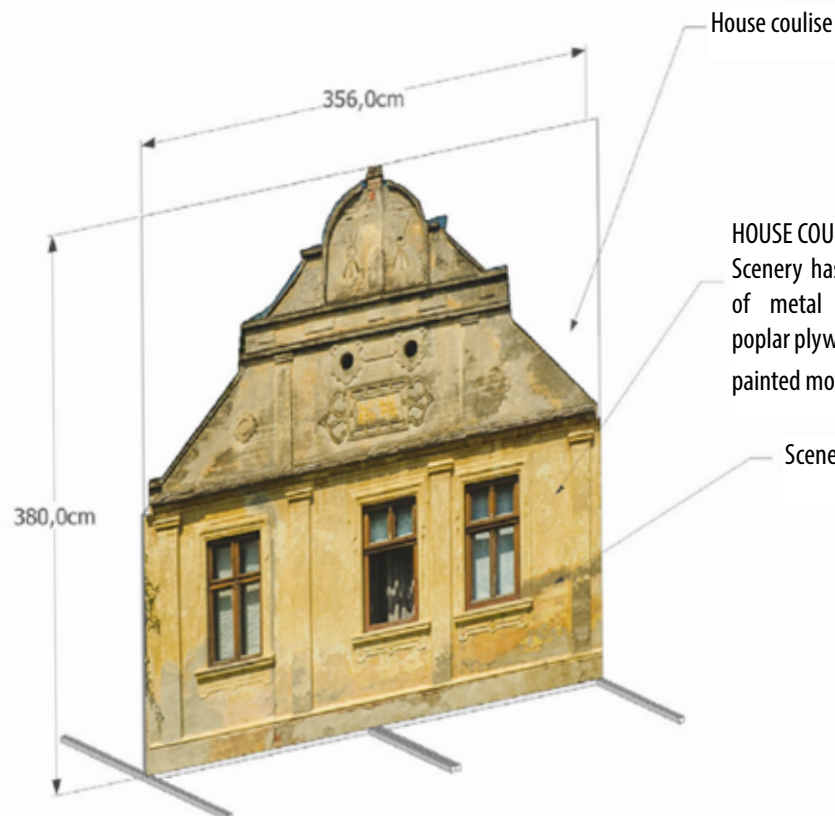 House coulise
356,0cm
HOUSE COU
Scenery has
of metal
poplar plyw
painted mo
Scene
380,0cm